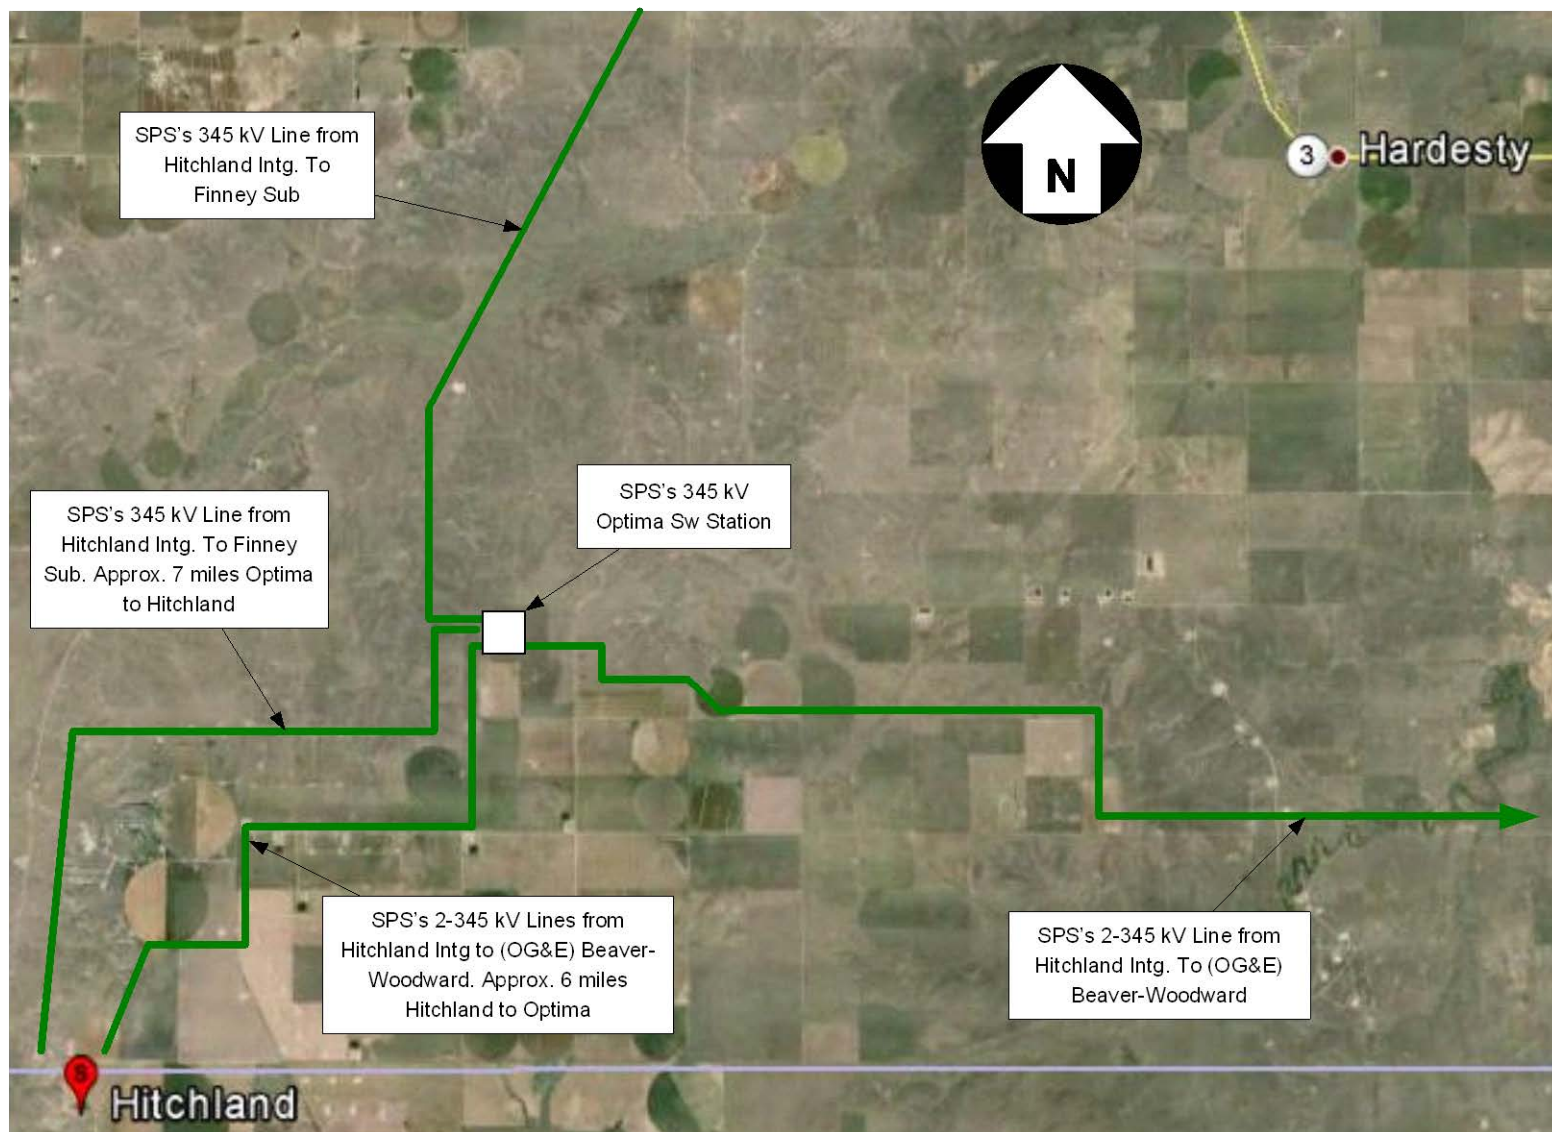 SPS's 345 kV Line from
Hitchland Intg. To
Finney Sub
N
3
Hardesty
SPS's 345 kV
Optima Sw Station
SPS's 345 kV Line from
Hitchland Intg. To Finney
Sub. Approx. 7 miles Optima
to Hitchland
SPS's 2-345 kV Lines from
Hitchland Intg to (OG&E) Beaver-
Woodward. Approx. 6 miles
Hitchland to Optima
SPS's 2-345 kV Line from
Hitchland Intg. To (OG&E)
Beaver-Woodward
Hitchland